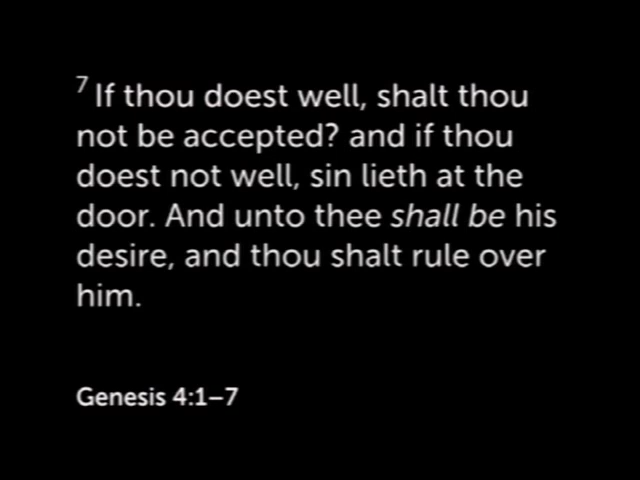 7 If thou doest well, shalt thou
not be accepted? and if thou
doest not well, sin lieth at the
door. And unto thee shall be his
desire, and thou shalt rule over
him.
Genesis 4:1–7